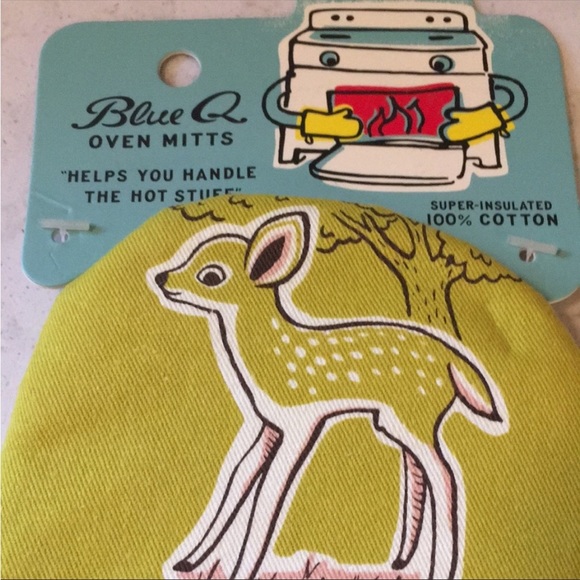 Blue Q
OVEN MITTS
"HELPS YOU HANDLE
THE HOT STUFF"
SUPER-INSULATED
100% COTTON